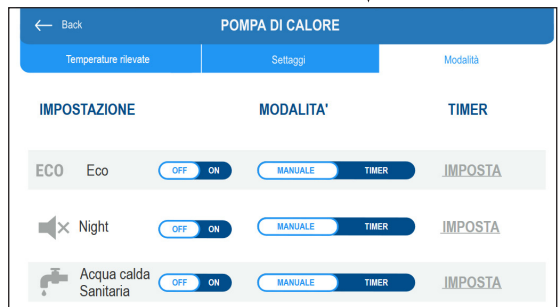 Back POMPA DI CALORE
Temperature rilevate Settaggi Modalità
IMPOSTAZIONE MODALITA' TIMER
ECO Eco OFF ON MANUALE TIMER IMPOSTA
Night OFF ON MANUALE TIMER IMPOSTA
Acqua calda
Sanitaria OFF ON MANUALE TIMER IMPOSTA